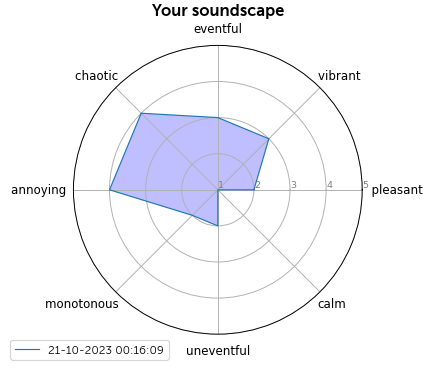 Your soundscape
eventful
chaotic
vibrant
annoying
1 2 3 4 5
pleasant
monotonous
calm
uneventful
21-10-2023 00:16:09